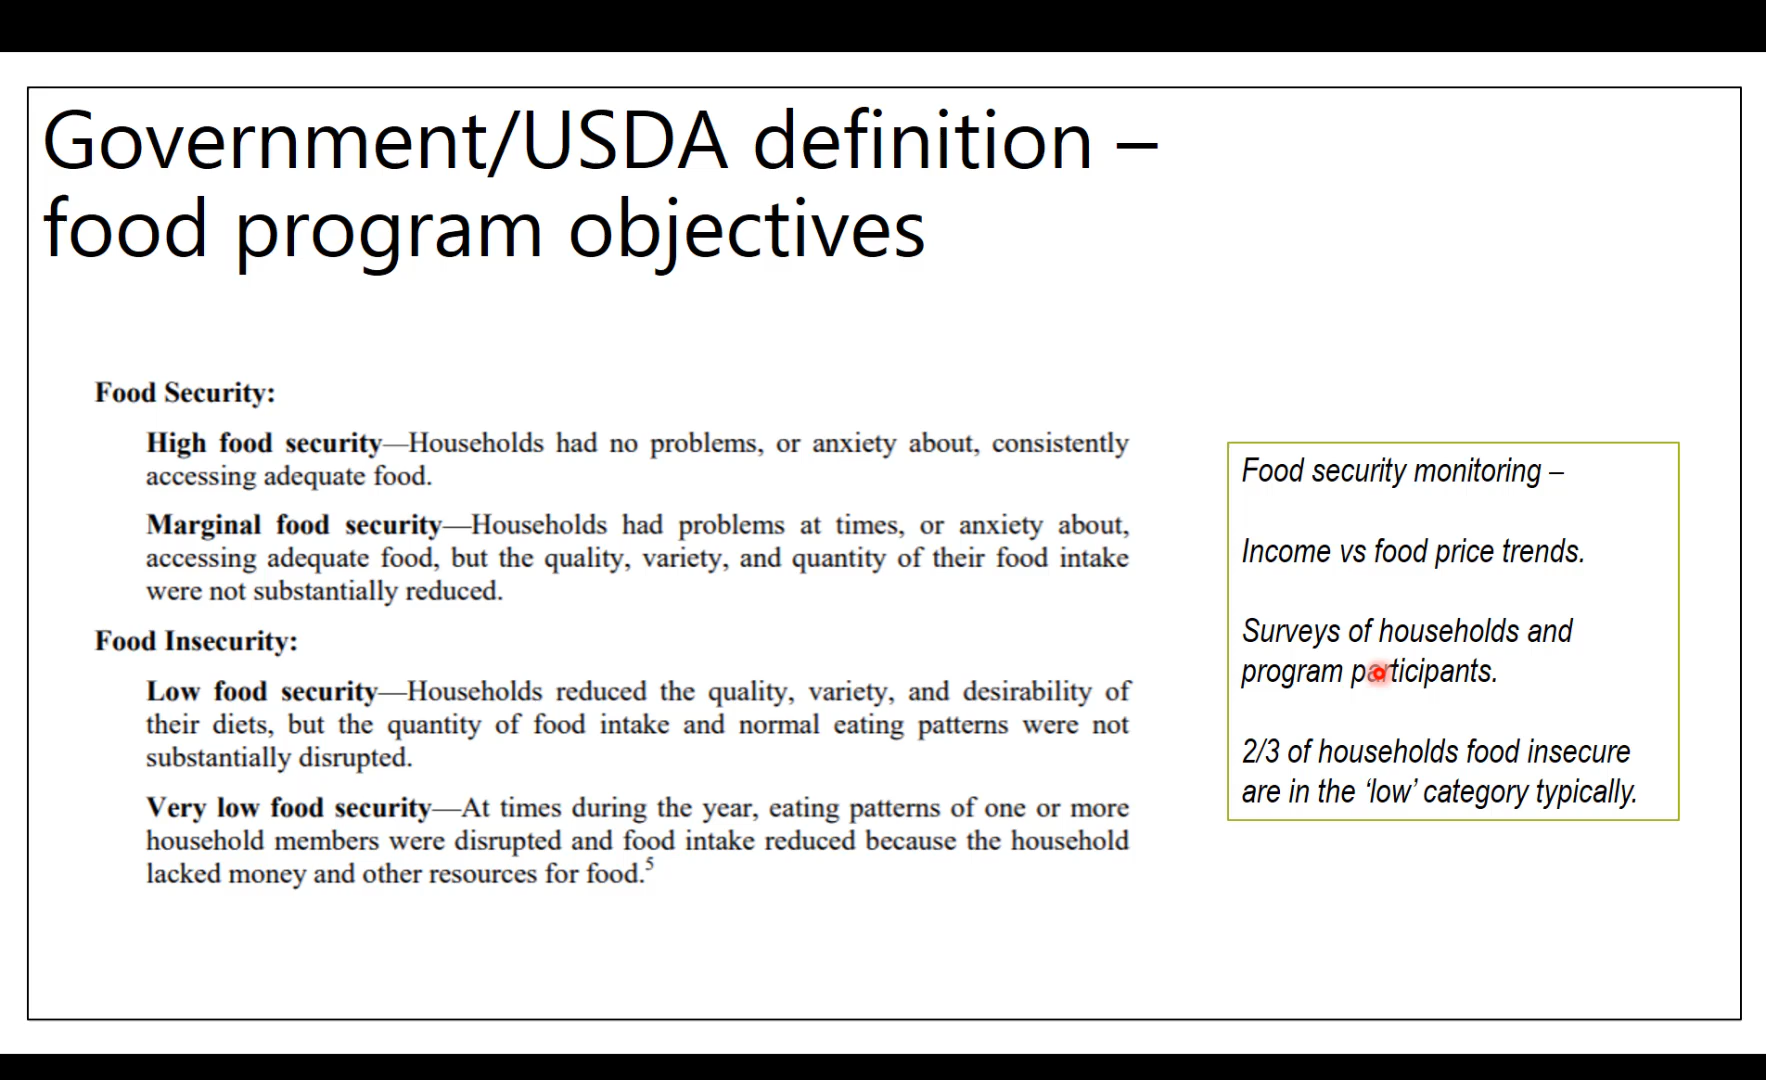 Government/USDA definition –
food program objectives
Food Security:
High food security—Households had no problems, or anxiety about, consistently
accessing adequate food.
Marginal food security—Households had problems at times, or anxiety about,
accessing adequate food, but the quality, variety, and quantity of their food intake
were not substantially reduced.
Food Insecurity:
Low food security—Households reduced the quality, variety, and desirability of
their diets, but the quantity of food intake and normal eating patterns were not
substantially disrupted.
Very low food security—At times during the year, eating patterns of one or more
household members were disrupted and food intake reduced because the household
lacked money and other resources for food.5
Food security monitoring –
Income vs food price trends.
Surveys of households and
program participants.
2/3 of households food insecure
are in the ‘low’ category typically.